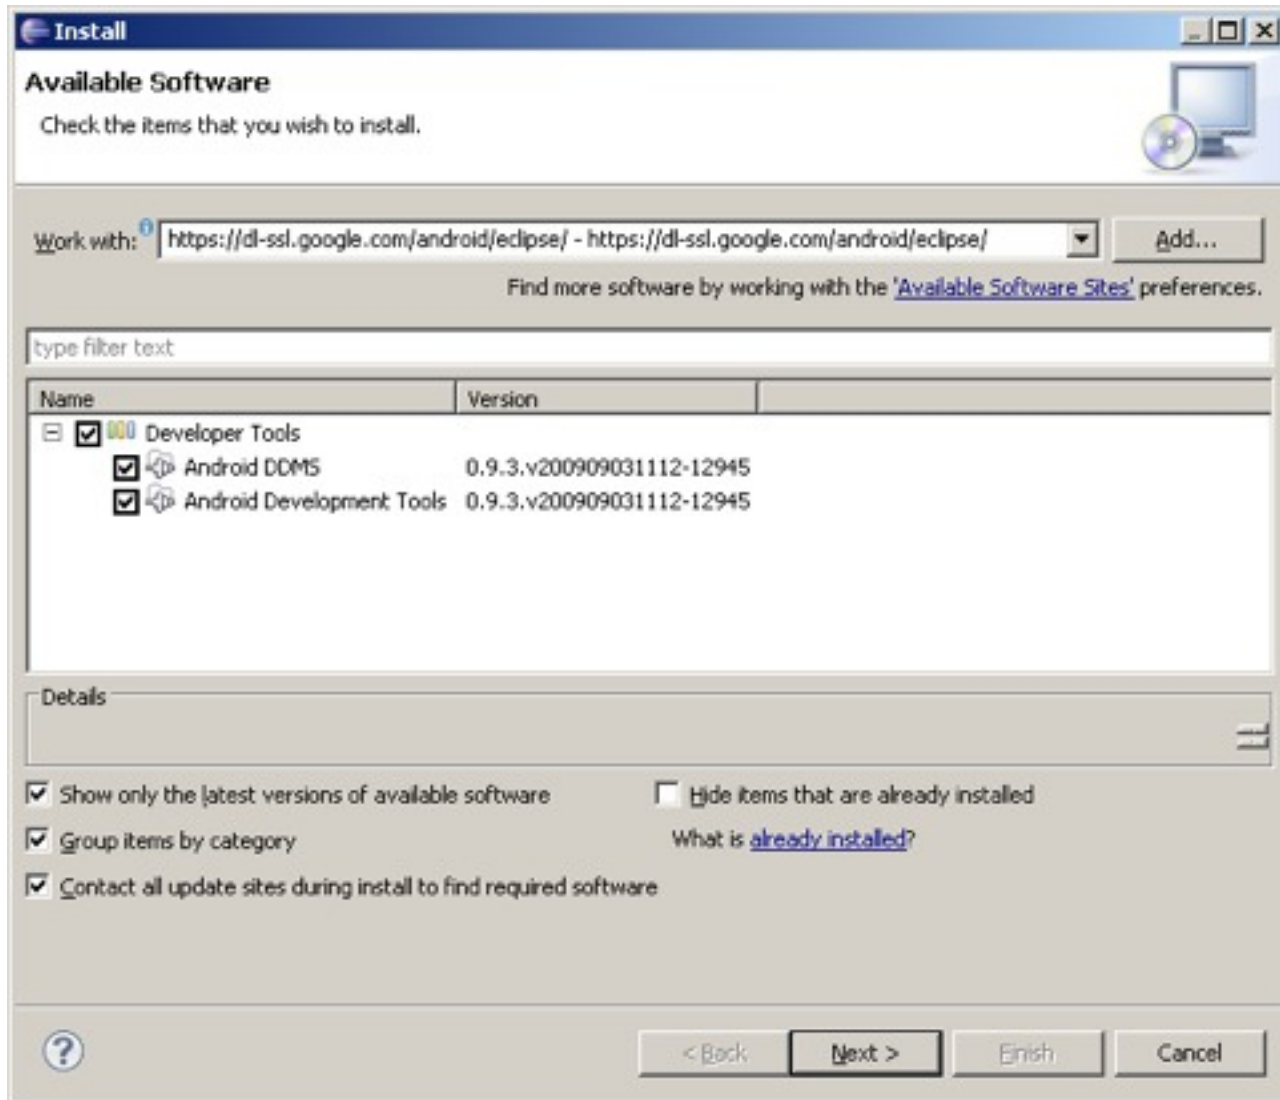 Install
Available Software
Check the items that you wish to install.
Work with: https://dl-ssl.google.com/android/eclipse/ - https://dl-ssl.google.com/android/eclipse/ Add...
Find more software by working with the 'Available Software Sites' preferences.
type filter text
Name Version
Developer Tools
Android DDMS 0.9.3.v200909031112-12945
Android Development Tools 0.9.3.v200909031112-12945
Details
Show only the latest versions of available software Hide items that are already installed
Group items by category What is already installed?
Contact all update sites during install to find required software
? < Back Next > Finish Cancel